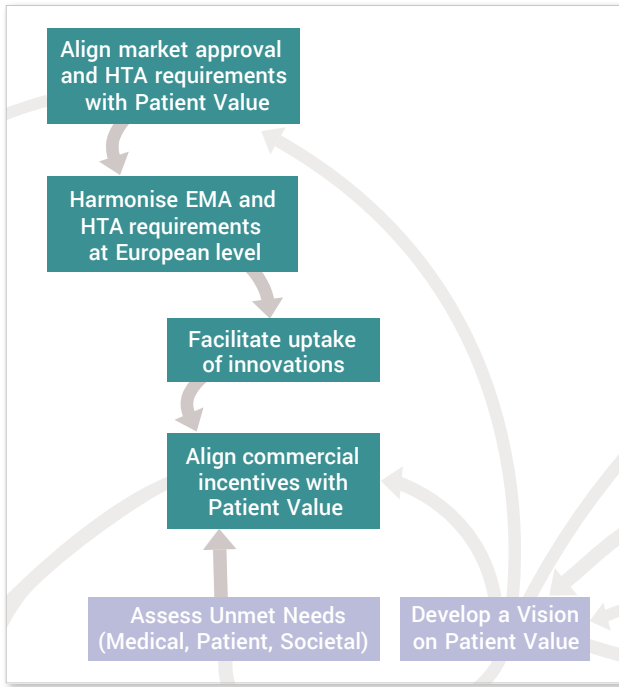 Align market approval
and HTA requirements
with Patient Value
Harmonise EMA and
HTA requirements
at European level
Facilitate uptake
of innovations
Align commercial
incentives with
Patient Value
Assess Unmet Needs
(Medical, Patient, Societal)
Develop a Vision
on Patient Value